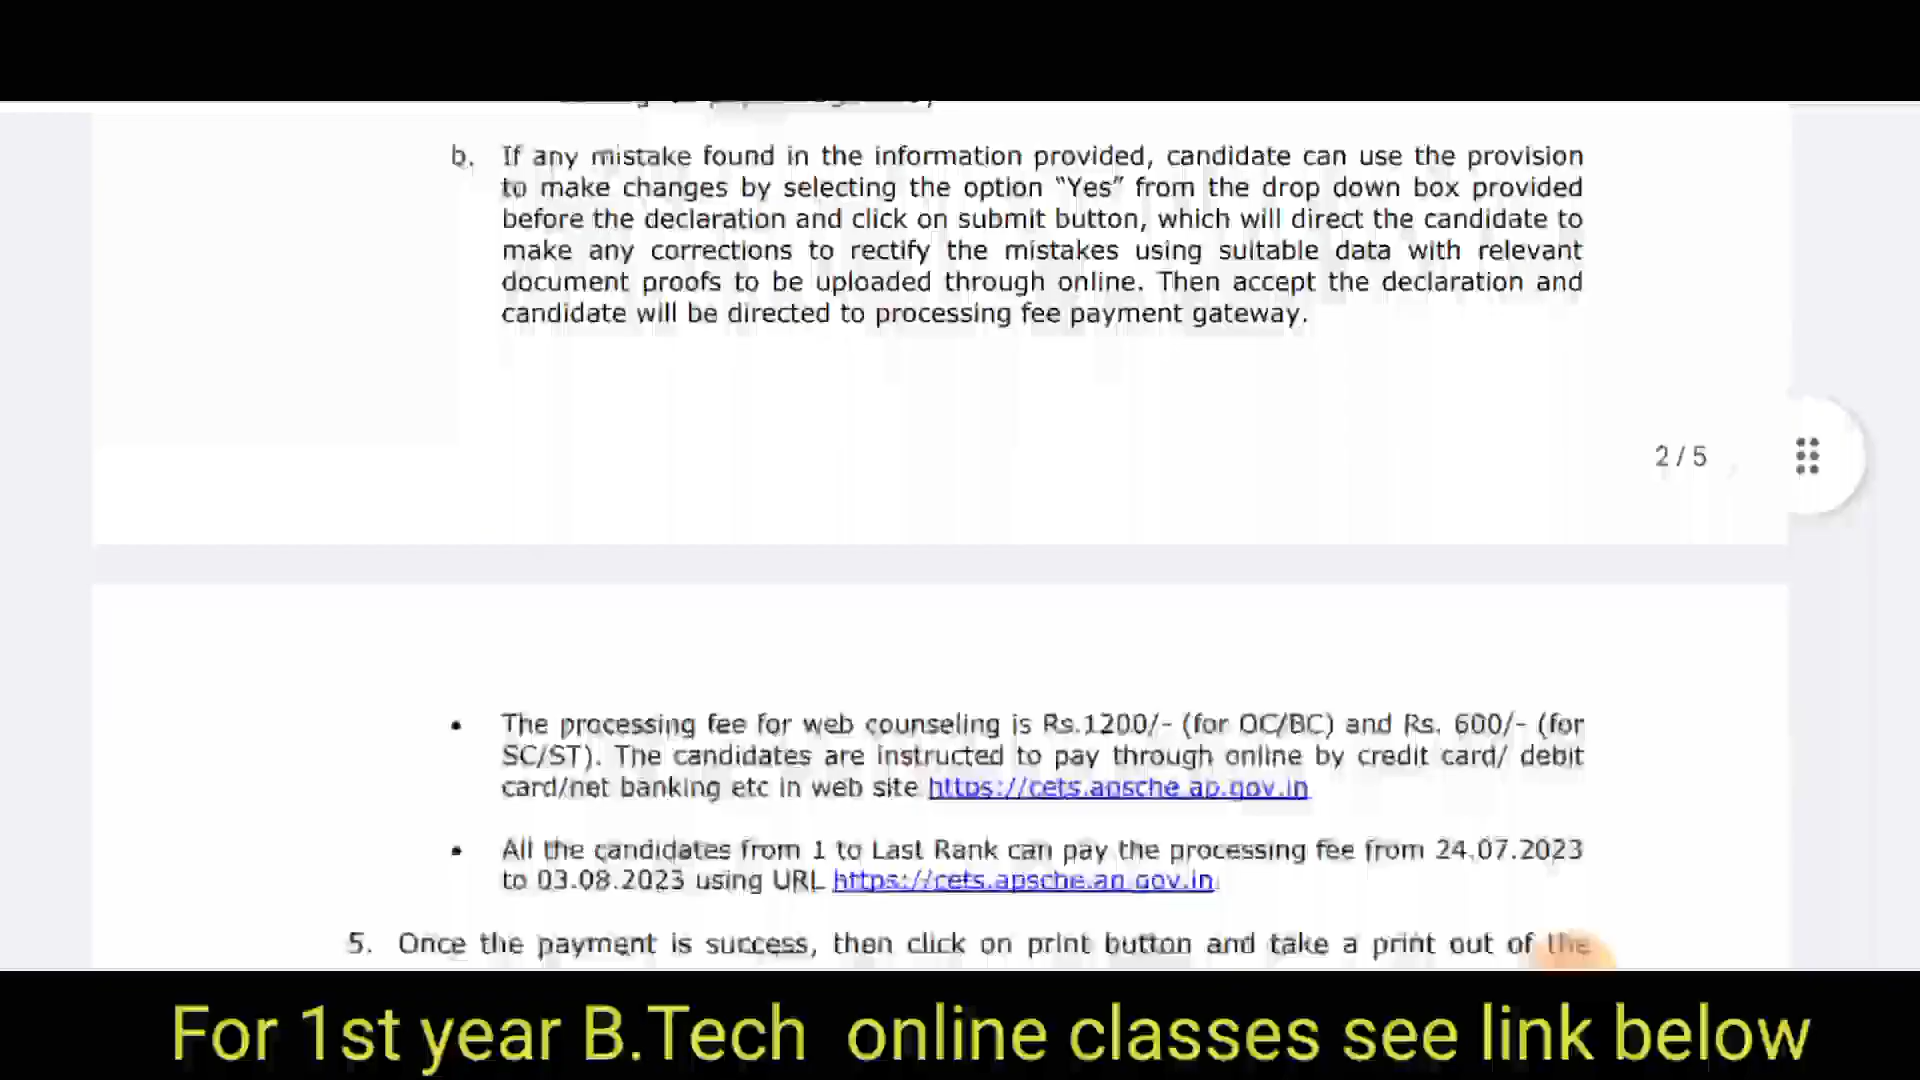 b. If any mistake found in the information provided, candidate can use the provision
to make changes by selecting the option “Yes” from the drop down box provided
before the declaration and click on submit button, which will direct the candidate to
make any corrections to rectify the mistakes using suitable data with relevant
document proofs to be uploaded through online. Then accept the declaration and
candidate will be directed to processing fee payment gateway.
2 / 5
• The processing fee for web counseling is Rs.1200/- (for OC/BC) and Rs. 600/- (for
SC/ST). The candidates are instructed to pay through online by credit card/ debit
card/net banking etc in web site https://cets.apsche.ap.gov.in
• All the candidates from 1 to Last Rank can pay the processing fee from 24.07.2023
to 03.08.2023 using URL https://cets.apsche.ap.gov.in
5. Once the payment is success, then click on print button and take a print out of the
For 1st year B.Tech online classes see link below